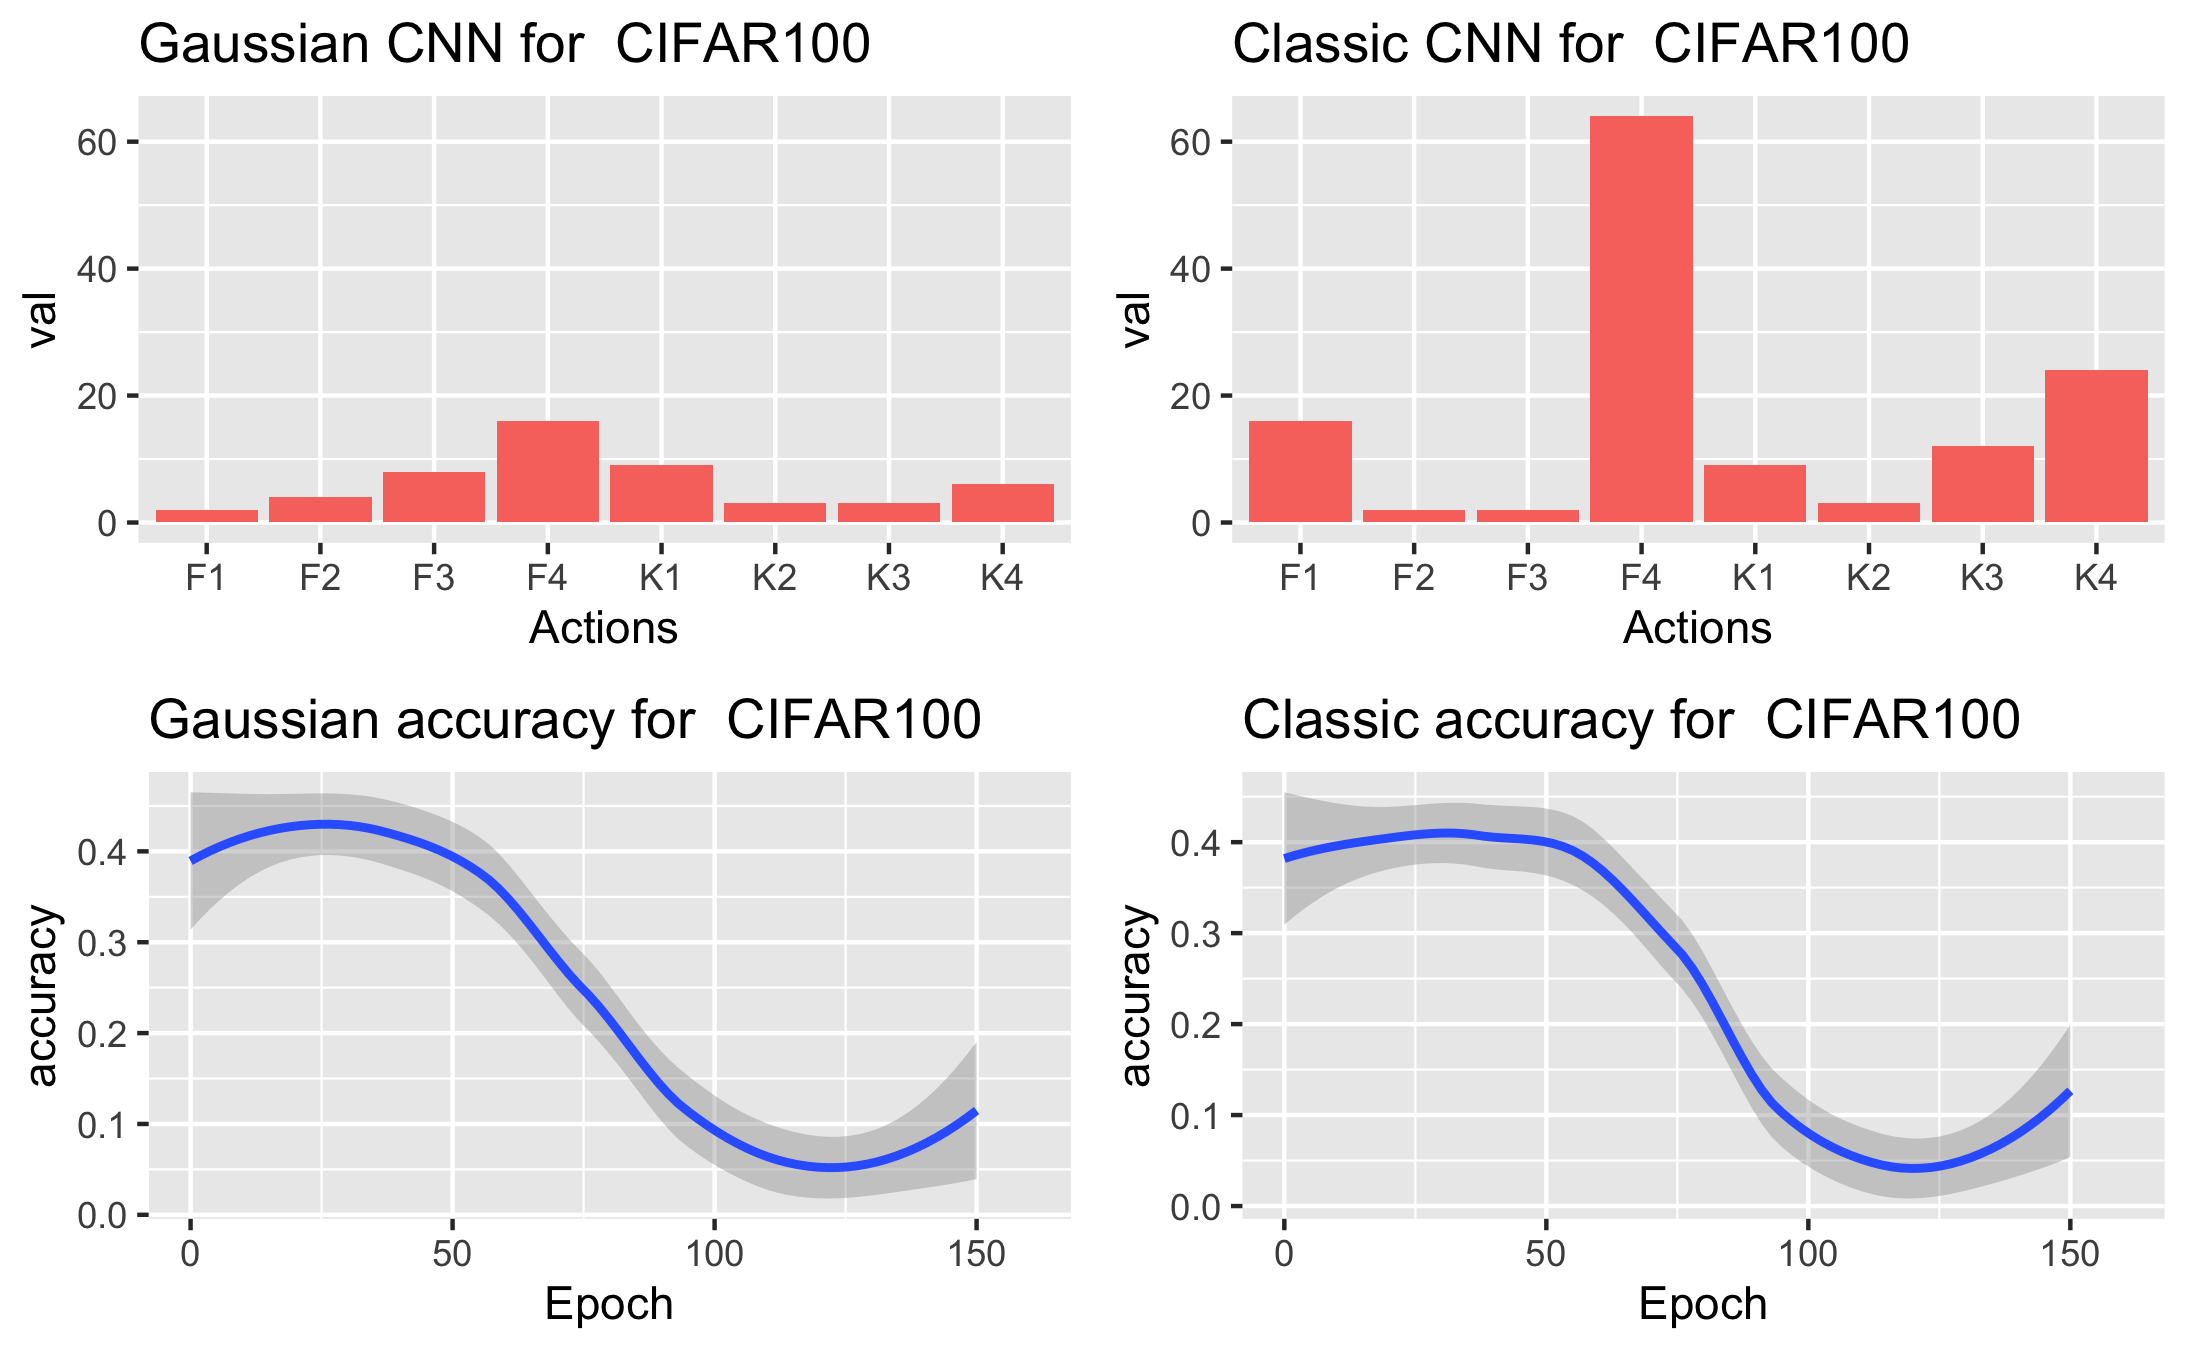 Gaussian CNN for  CIFAR100
val
60
40
20
0
F1 F2 F3 F4 K1 K2 K3 K4
Actions
Classic CNN for  CIFAR100
val
60
40
20
0
F1 F2 F3 F4 K1 K2 K3 K4
Actions
Gaussian accuracy for  CIFAR100
accuracy
0.4
0.3
0.2
0.1
0.0
0 50 100 150
Epoch
Classic accuracy for  CIFAR100
accuracy
0.4
0.3
0.2
0.1
0.0
0 50 100 150
Epoch